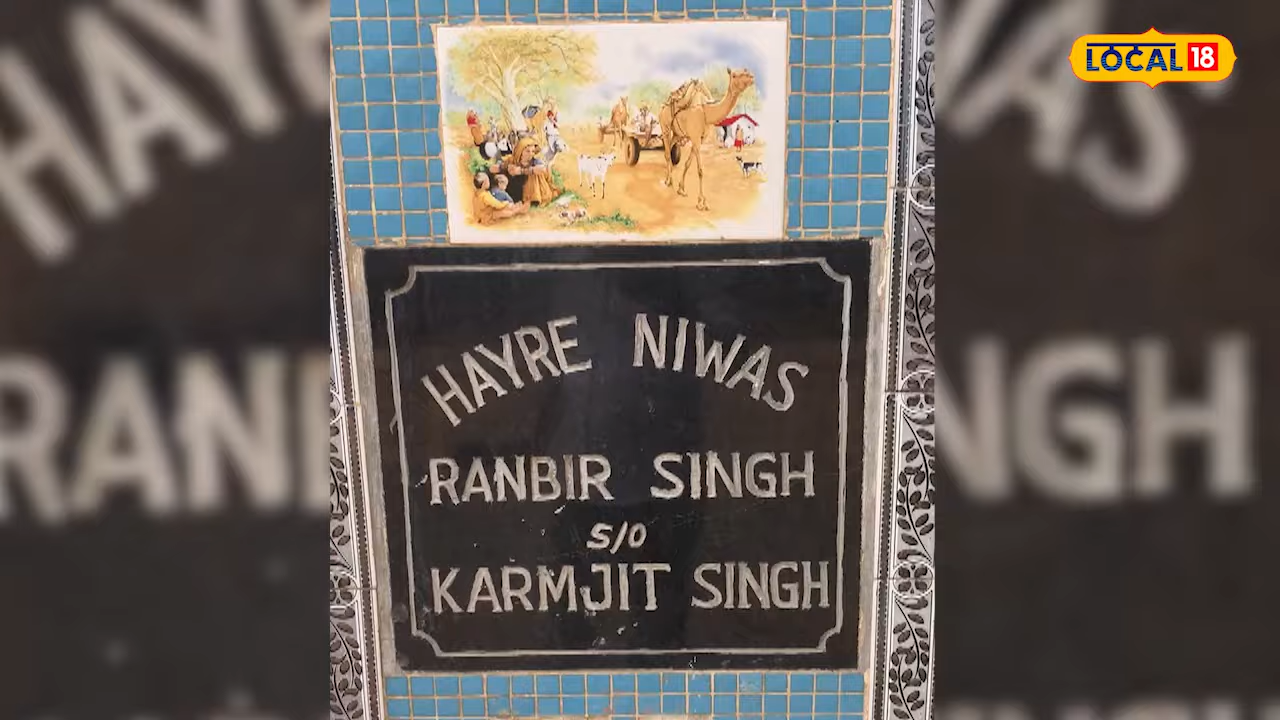 LOCAL 18
HAYRE NIWAS
RANBIR SINGH
S/O
KARMJIT SINGH